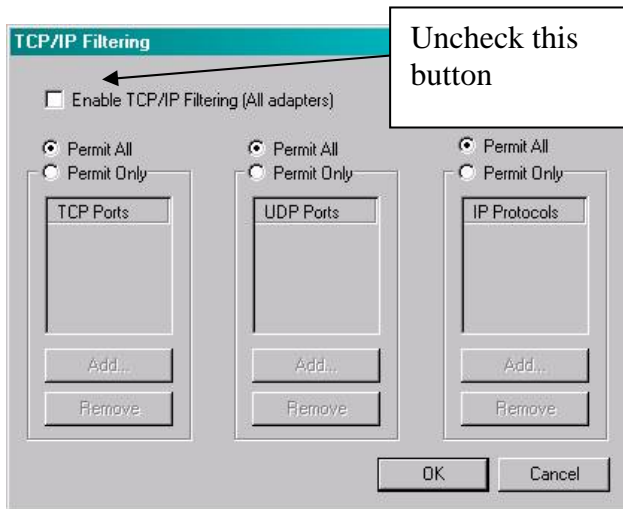 TCP/IP Filtering
Uncheck this
button
Enable TCP/IP Filtering (All adapters)
Permit All
Permit Only
TCP Ports
Add...
Remove
Permit All
Permit Only
UDP Ports
Add...
Remove
Permit All
Permit Only
IP Protocols
Add...
Remove
OK
Cancel